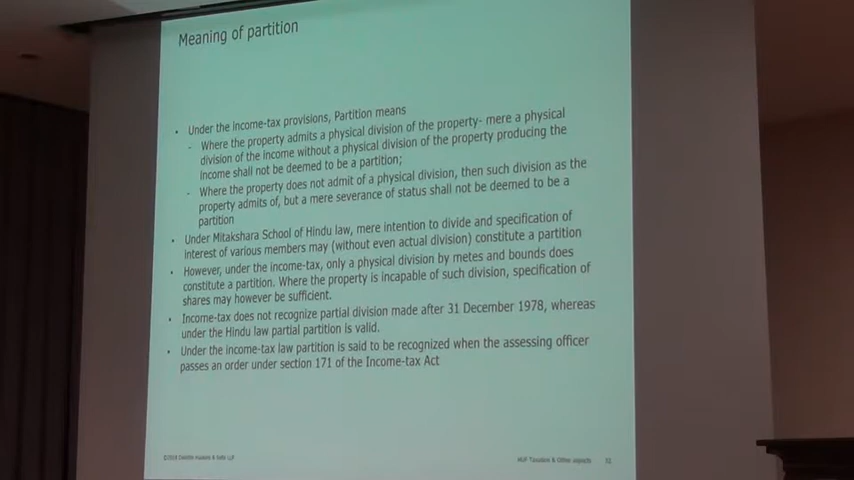 Meaning of partition
• Under the income-tax provisions, Partition means
- Where the property admits a physical division of the property- mere a physical
division of the income without a physical division of the property producing the
income shall not be deemed to be a partition;
- Where the property does not admit of a physical division, then such division as the
property admits of, but a mere severance of status shall not be deemed to be a
partition
• Under Mitakshara School of Hindu law, mere intention to divide and specification of
interest of various members may (without even actual division) constitute a partition
• However, under the income-tax, only a physical division by metes and bounds does
constitute a partition. Where the property is incapable of such division, specification of
shares may however be sufficient.
• Income-tax does not recognize partial division made after 31 December 1978, whereas
under the Hindu law partial partition is valid.
• Under the income-tax law partition is said to be recognized when the assessing officer
passes an order under section 171 of the Income-tax Act
Deloitte Haskins & Sells LLP
HUF Taxation & Other aspects